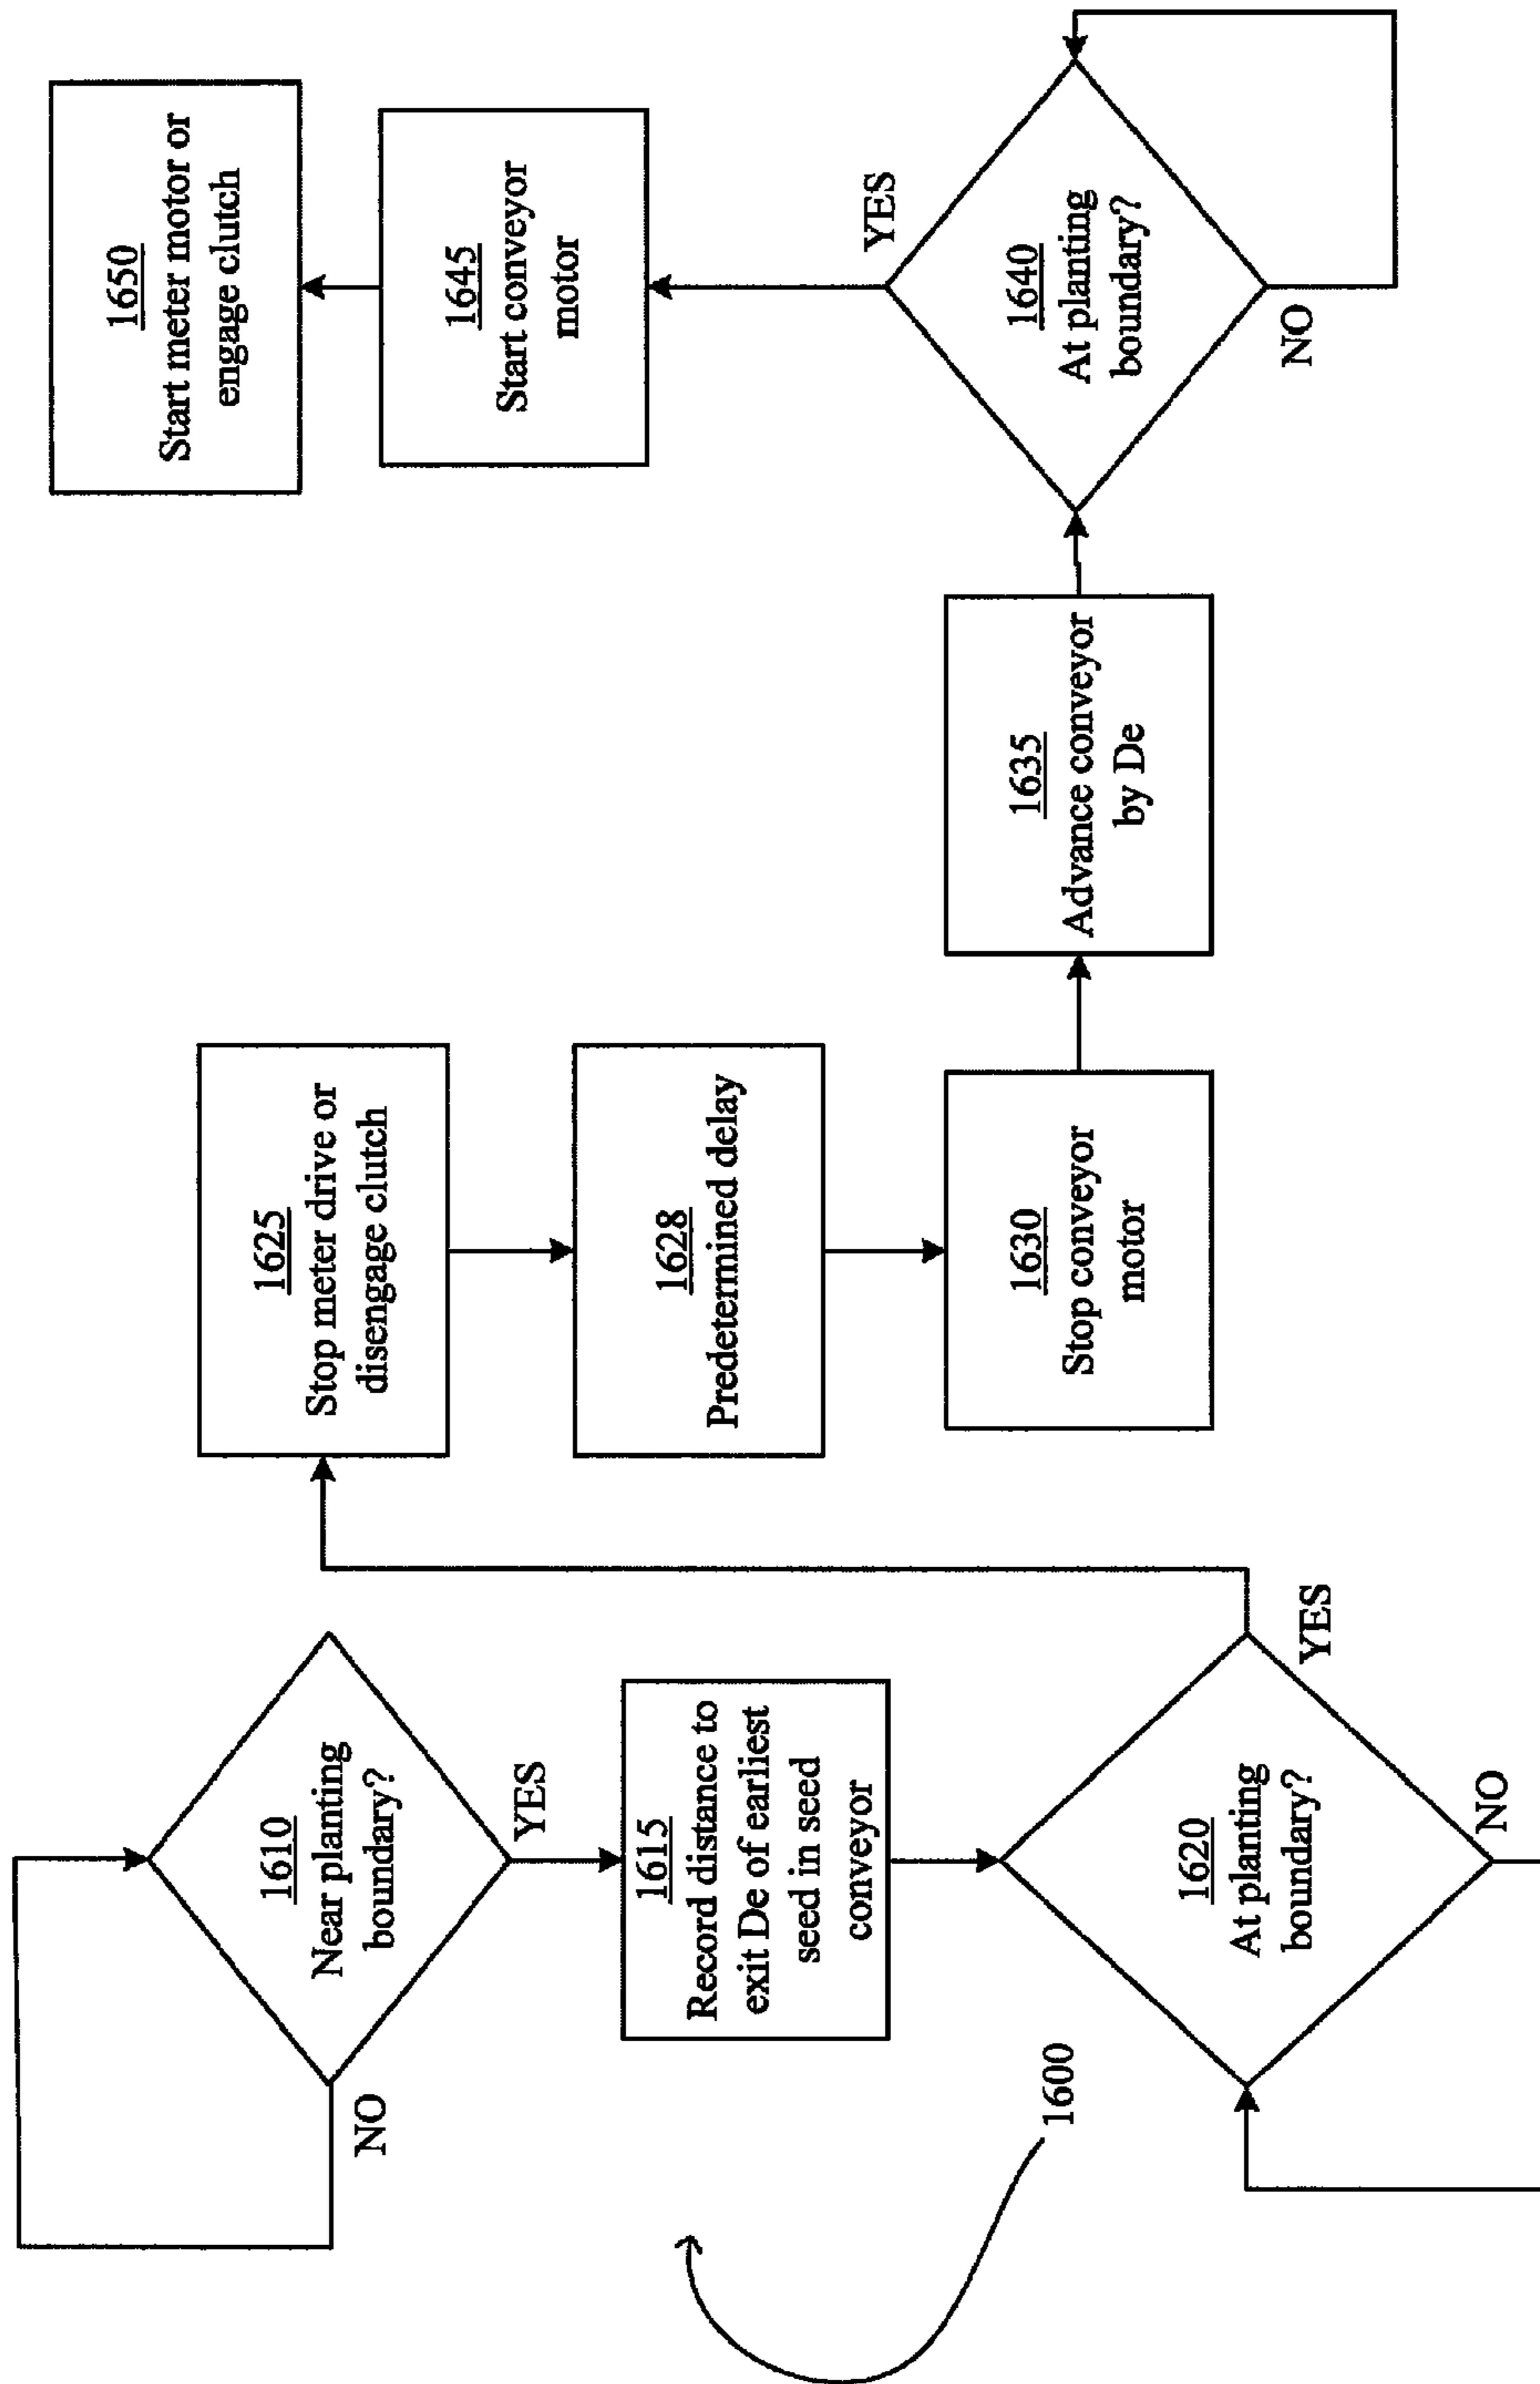 1610
Near planting
boundary?
NO
YES
1615
Record distance to
exit De of earliest
seed in seed
conveyor
1600
1620
At planting
boundary?
NO
YES
1625
Stop meter drive or
disengage clutch
1628
Predetermined delay
1630
Stop conveyor
motor
1635
Advance conveyor
by De
1640
At planting
boundary?
NO
YES
1645
Start conveyor
motor
1650
Start meter motor or
engage clutch